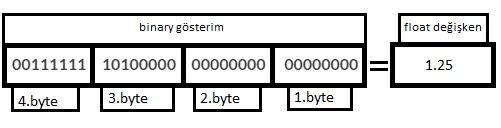 binary gösterim
float değişken
00111111 10100000 00000000 00000000 = 1.25
4.byte 3.byte 2.byte 1.byte